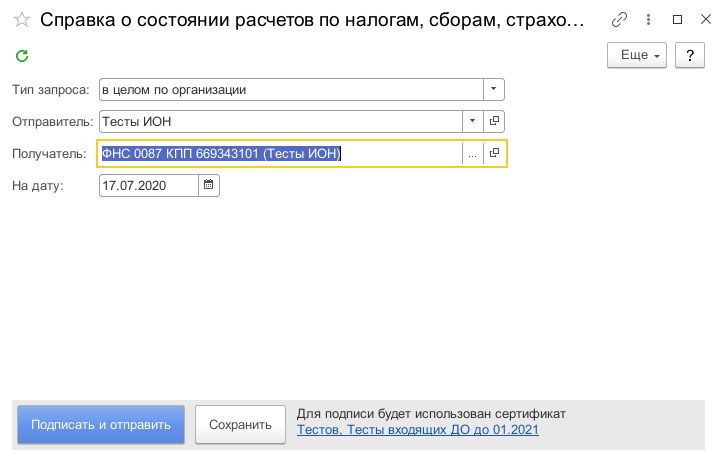 Справка о состоянии расчетов по налогам, сборам, страхо...
Еще
?
Тип запроса: в целом по организации
Отправитель: Тесты ИОН
Получатель: ФНС 0087 КПП 669343101 (Тесты ИОН) ...
На дату: 17.07.2020
Подписать и отправить
Сохранить
Для подписи будет использован сертификат
Тестов, Тесты входящих ДО до 01.2021